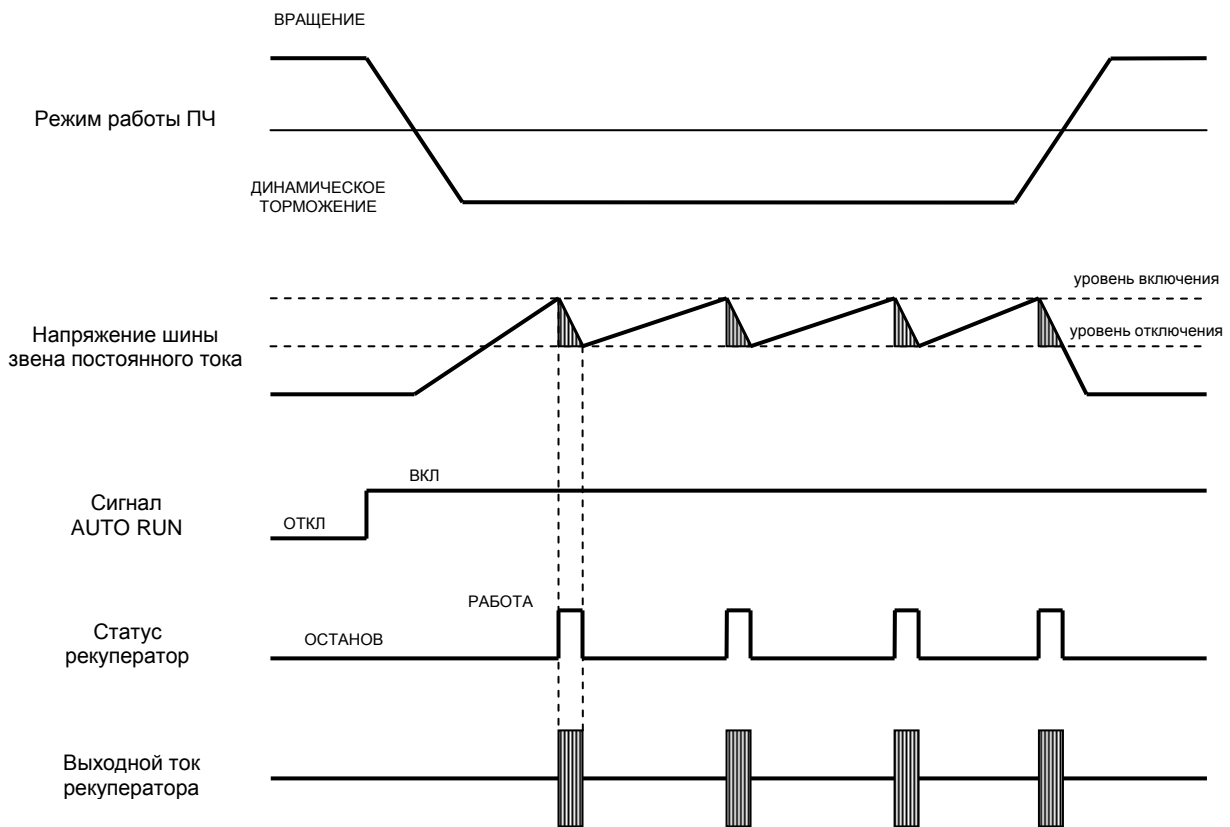 ВРАЩЕНИЕ
Режим работы ПЧ
ДИНАМИЧЕСКОЕ
ТОРМОЖЕНИЕ
уровень включения
уровень отключения
Напряжение шины
звена постоянного тока
ВКЛ
Сигнал
AUTO RUN
ОТКЛ
РАБОТА
Статус
рекуператор
ОСТАНОВ
Выходной ток
рекуператора